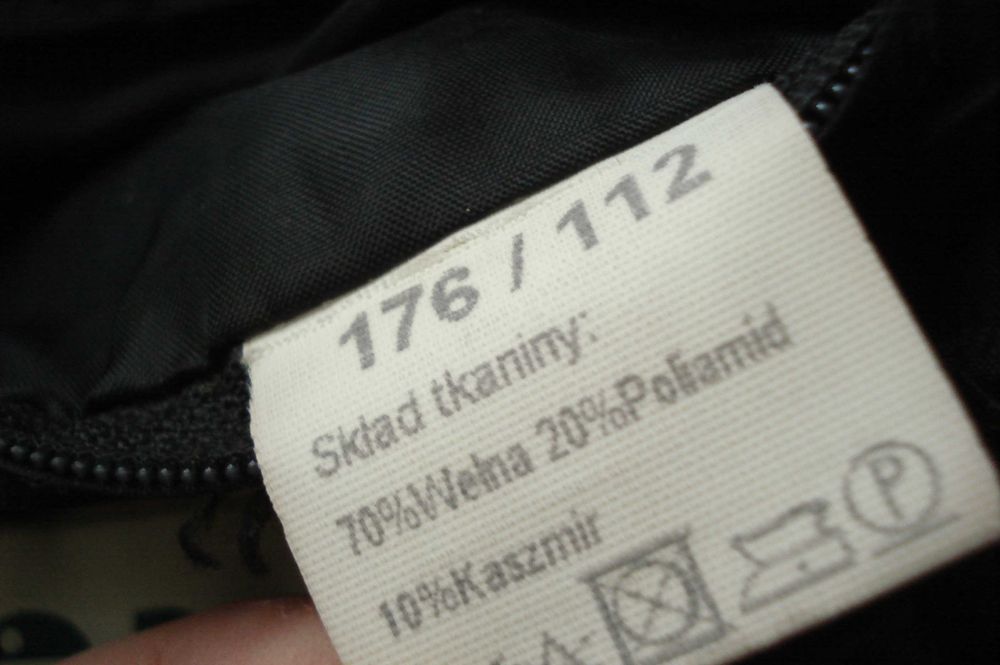 176 / 112
Skład tkaniny:
70%Wełna 20%Poliamid
10%Kaszmir
P